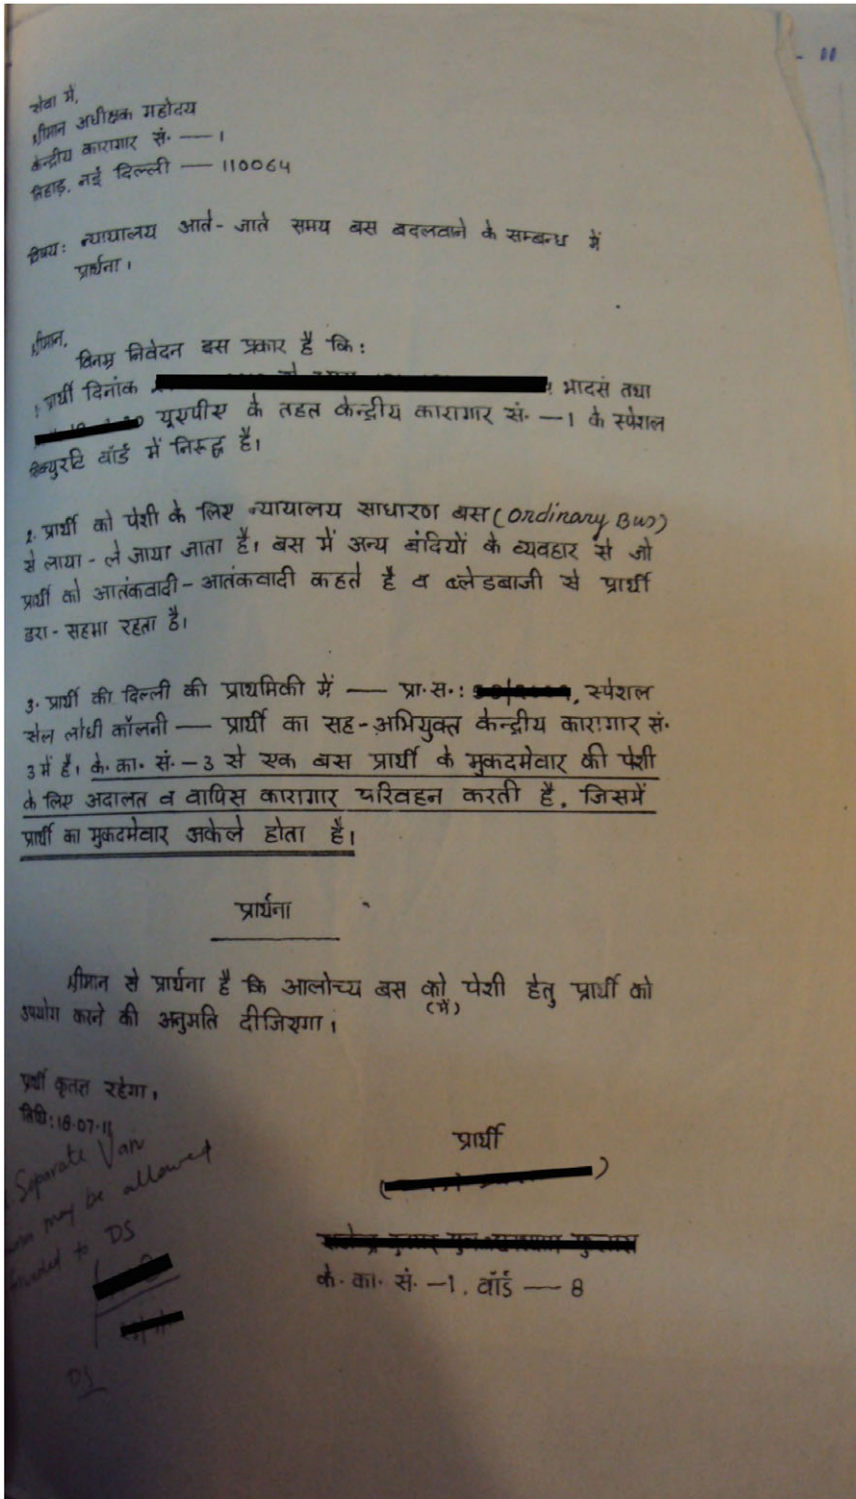 - 11
सेवा में,
श्रीमान अधीक्षक महोदय
केन्द्रीय कारागार सं. — 1
तिहाड़, नई दिल्ली — 110064
विषय: न्यायालय आते-जाते समय बस बदलवाने के सम्बन्ध में
प्रार्थना।
श्रीमान,
विनम्र निवेदन इस प्रकार है कि:
1. प्रार्थी दिनांक भादसं तथा
यूएपीए के तहत केन्द्रीय कारागार सं. —1 के स्पेशल
सिक्युरटि वॉर्ड में निरूद्ध है।
2. प्रार्थी को पेशी के लिए न्यायालय साधारण बस (Ordinary Bus)
से लाया - ले जाया जाता है। बस में अन्य बंदियों के व्यवहार से जो
प्रार्थी को आतंकवादी - आतंकवादी कहते है व ब्लेडबाजी से प्रार्थी
डरा - सहमा रहता है।
3. प्रार्थी की दिल्ली की प्राथमिकी में — प्रा.स.: , स्पेशल
सेल लोधी कॉलनी — प्रार्थी का सह-अभियुक्त केन्द्रीय कारागार सं.
3 में है। के. का. सं. -3 से एक बस प्रार्थी के मुकदमेवार की पेशी
के लिए अदालत व वापिस कारागार परिवहन करती है, जिसमें
प्रार्थी का मुकदमेवार अकेले होता है।
प्रार्थना
श्रीमान से प्रार्थना है कि आलोच्य बस को पेशी हेतु प्रार्थी को
(में)
उपयोग करने की अनुमति दीजिएगा।
प्रार्थी कृतज्ञ रहेगा,
तिथि: 18-07-11
प्रार्थी
Separate Van
may be allowed
to DS
के. का. सं. -1, वॉर्ड — 8
DS